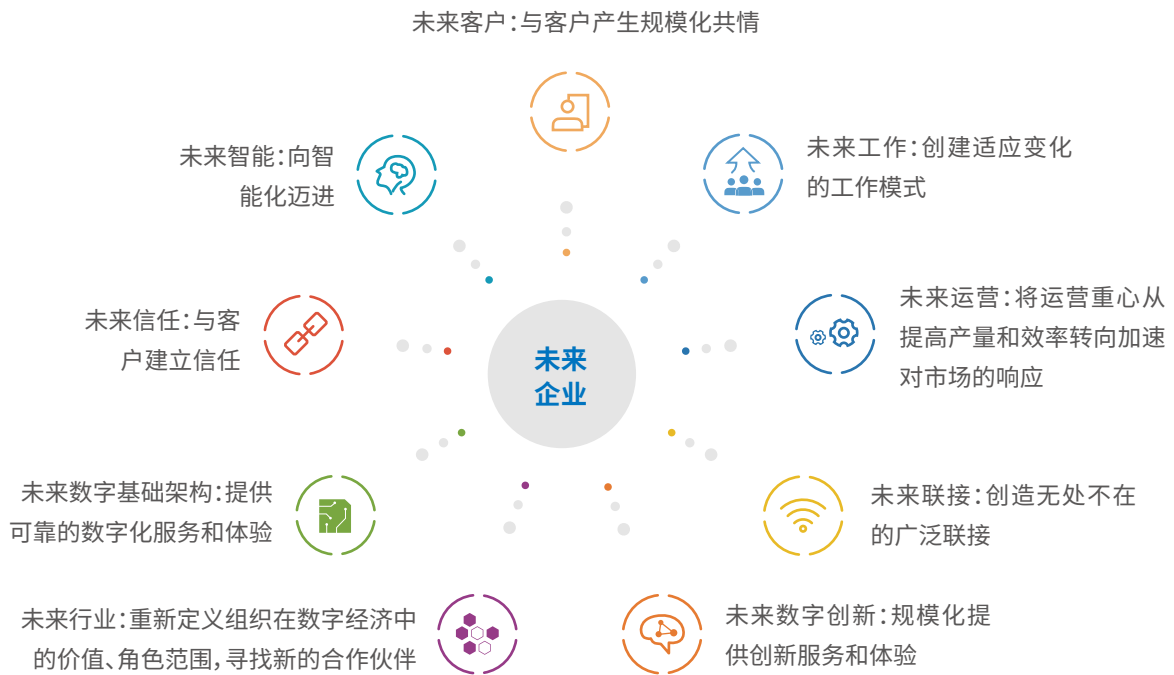 未来客户:与客户产生规模化共情
未来智能:向智
能化迈进
未来工作:创建适应变化
的工作模式
未来信任:与客
户建立信任
未来运营:将运营重心从
提高产量和效率转向加速
对市场的响应
未来
企业
未来数字基础架构:提供
可靠的数字化服务和体验
未来联接:创造无处不在
的广泛联接
未来行业:重新定义组织在数字经济中
的价值、角色范围,寻找新的合作伙伴
未来数字创新:规模化提
供创新服务和体验